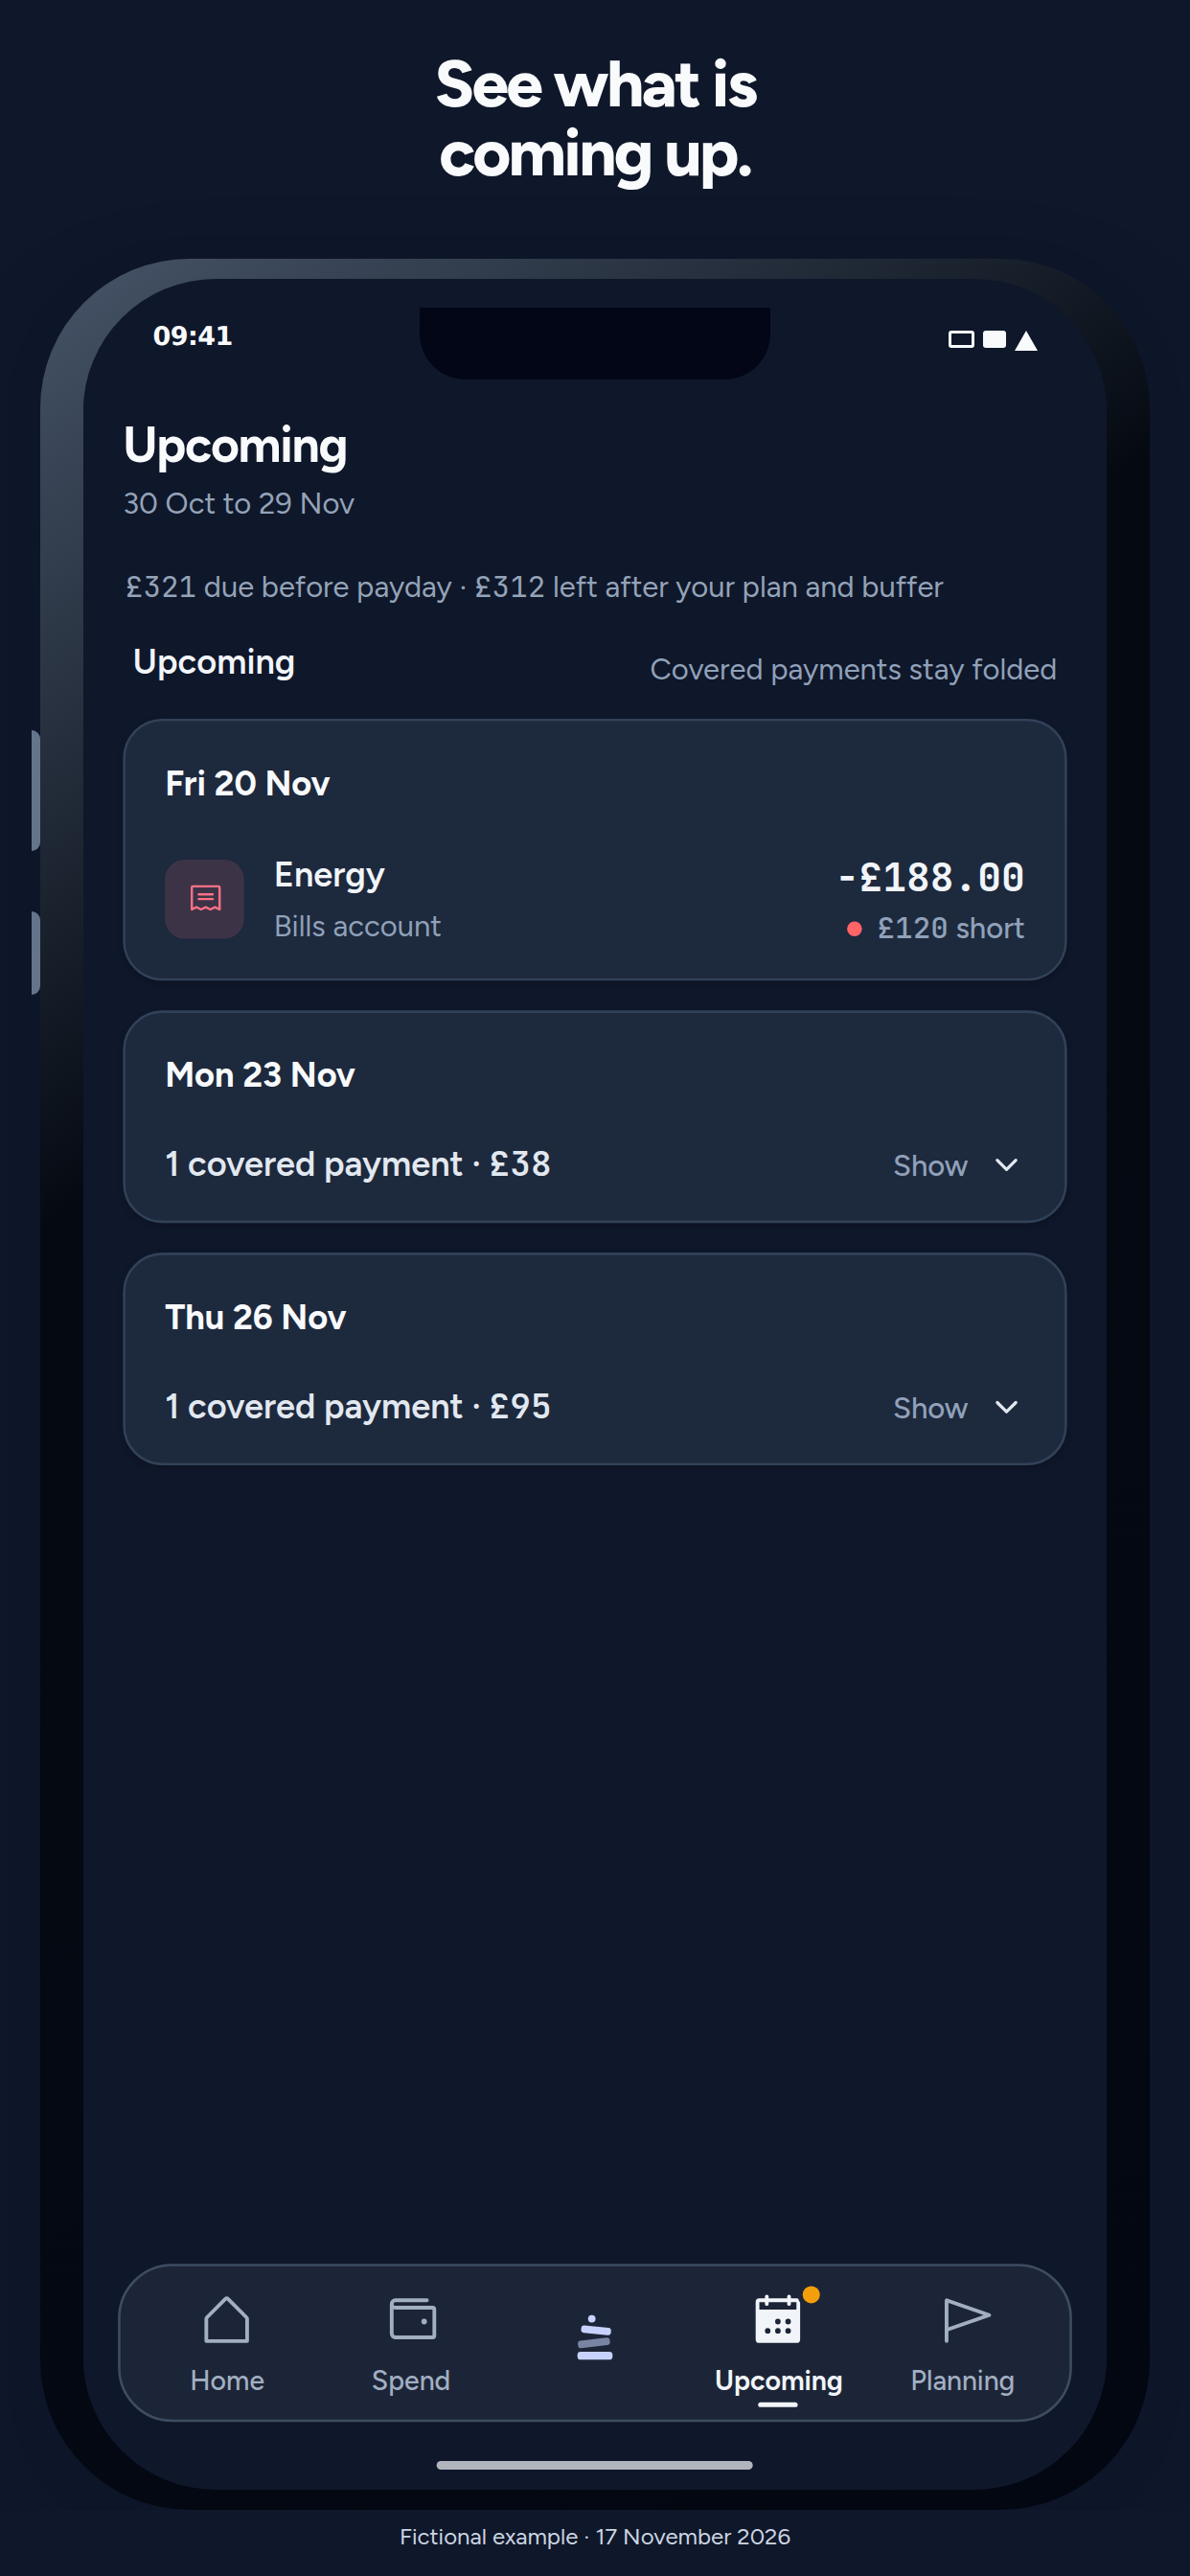 See what is
coming up.
09:41
Upcoming
30 Oct to 29 Nov
£321 due before payday · £312 left after your plan and buffer
Upcoming
Covered payments stay folded
Fri 20 Nov
Energy
-£188.00
Bills account
£120 short
Mon 23 Nov
1 covered payment · £38
Show
Thu 26 Nov
1 covered payment · £95
Show
Home
Spend
Upcoming
Planning
Fictional example · 17 November 2026